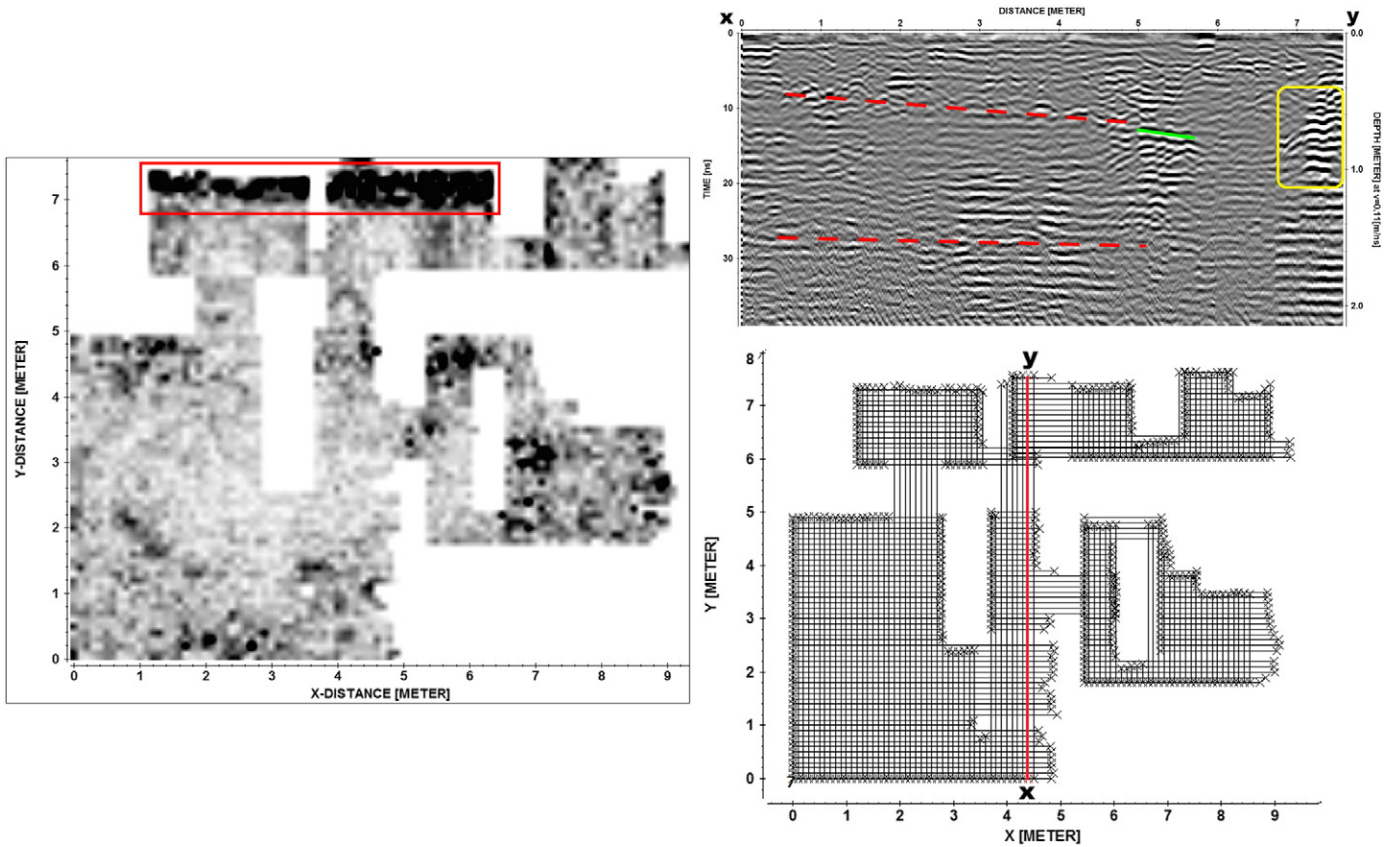 7
6
5
4
3
2
1
0
Y-DISTANCE [METER]
0 1 2 3 4 5 6 7 8 9
X-DISTANCE [METER]
x
DISTANCE [METER]
y
0 1 2 3 4 5 6 7
0
10
20
30
TIME [ns]
0.0
1.0
2.0
DEPTH [METER] at v=0.11[m/ns]
y
8
7
6
5
4
3
2
1
0
Y [METER]
x
0 1 2 3 4 5 6 7 8 9
X [METER]